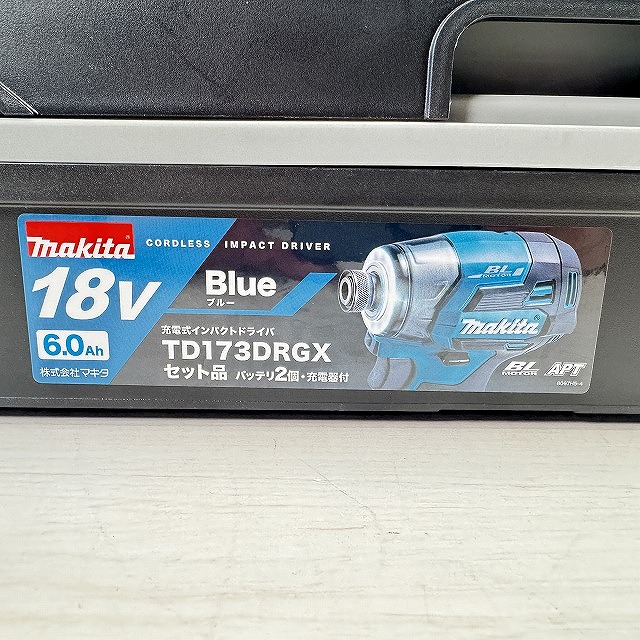 makita
CORDLESS IMPACT DRIVER
18V
6.0Ah
株式会社マキタ
Blue
ブルー
充電式インパクトドライバ
TD173DRGX
セット品 バッテリ2個・充電器付
BL
MOTOR
makita
BL
MOTOR
APT